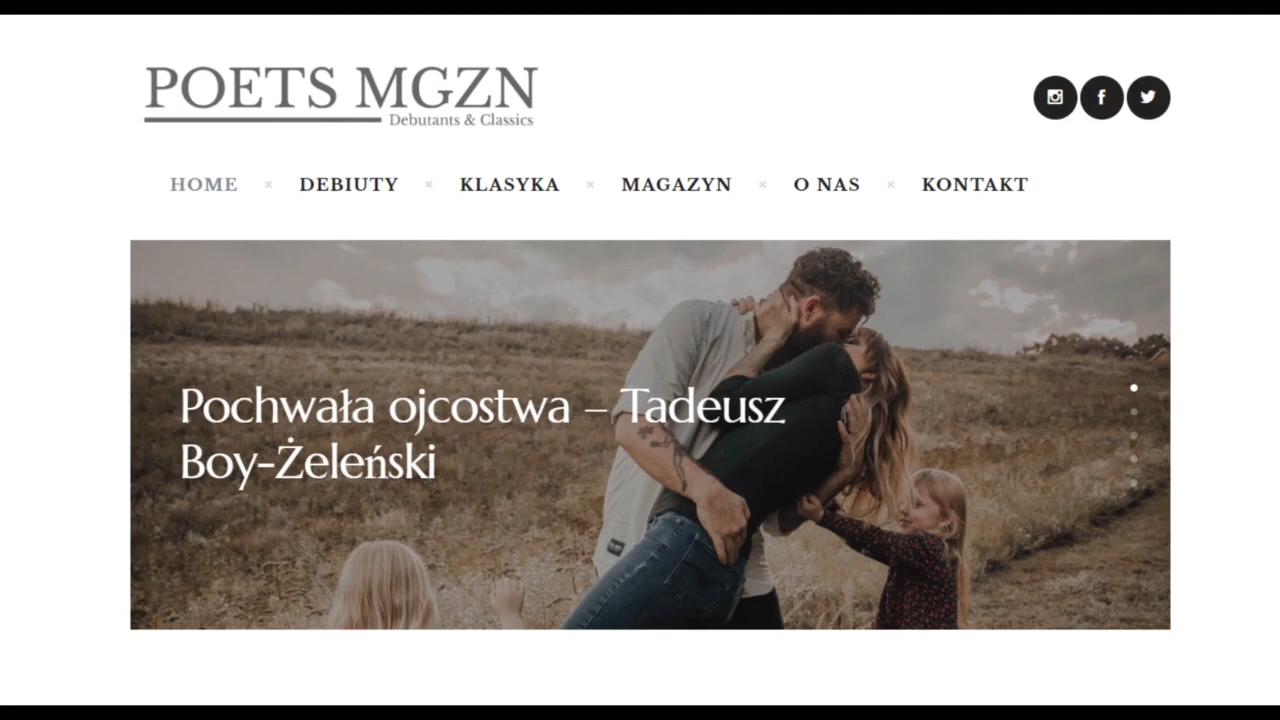 POETS MGZN
Debutants & Classics
HOME × DEBIUTY × KLASYKA × MAGAZYN × O NAS × KONTAKT
Pochwała ojcostwa – Tadeusz
Boy-Żeleński